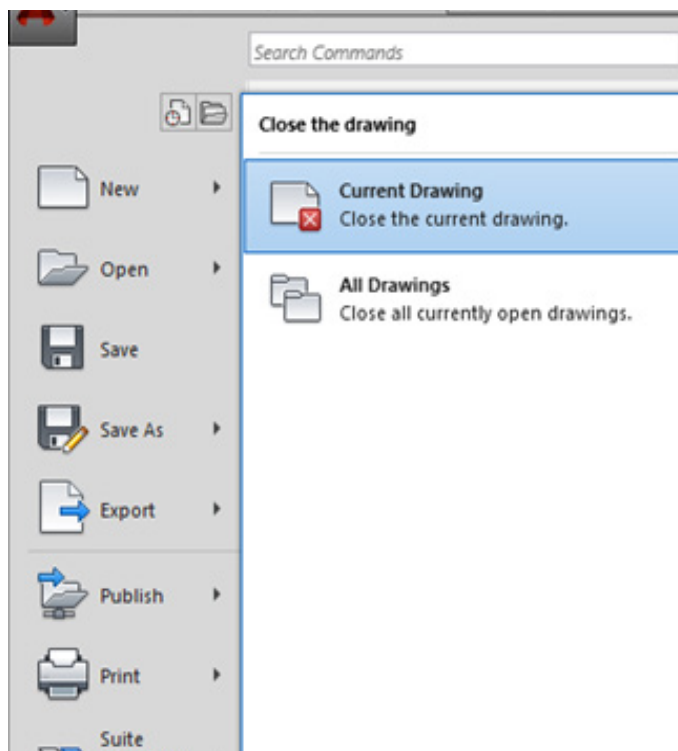 Search Commands
Close the drawing
New
Current Drawing
Close the current drawing.
Open
All Drawings
Close all currently open drawings.
Save
Save As
Export
Publish
Print
Suite